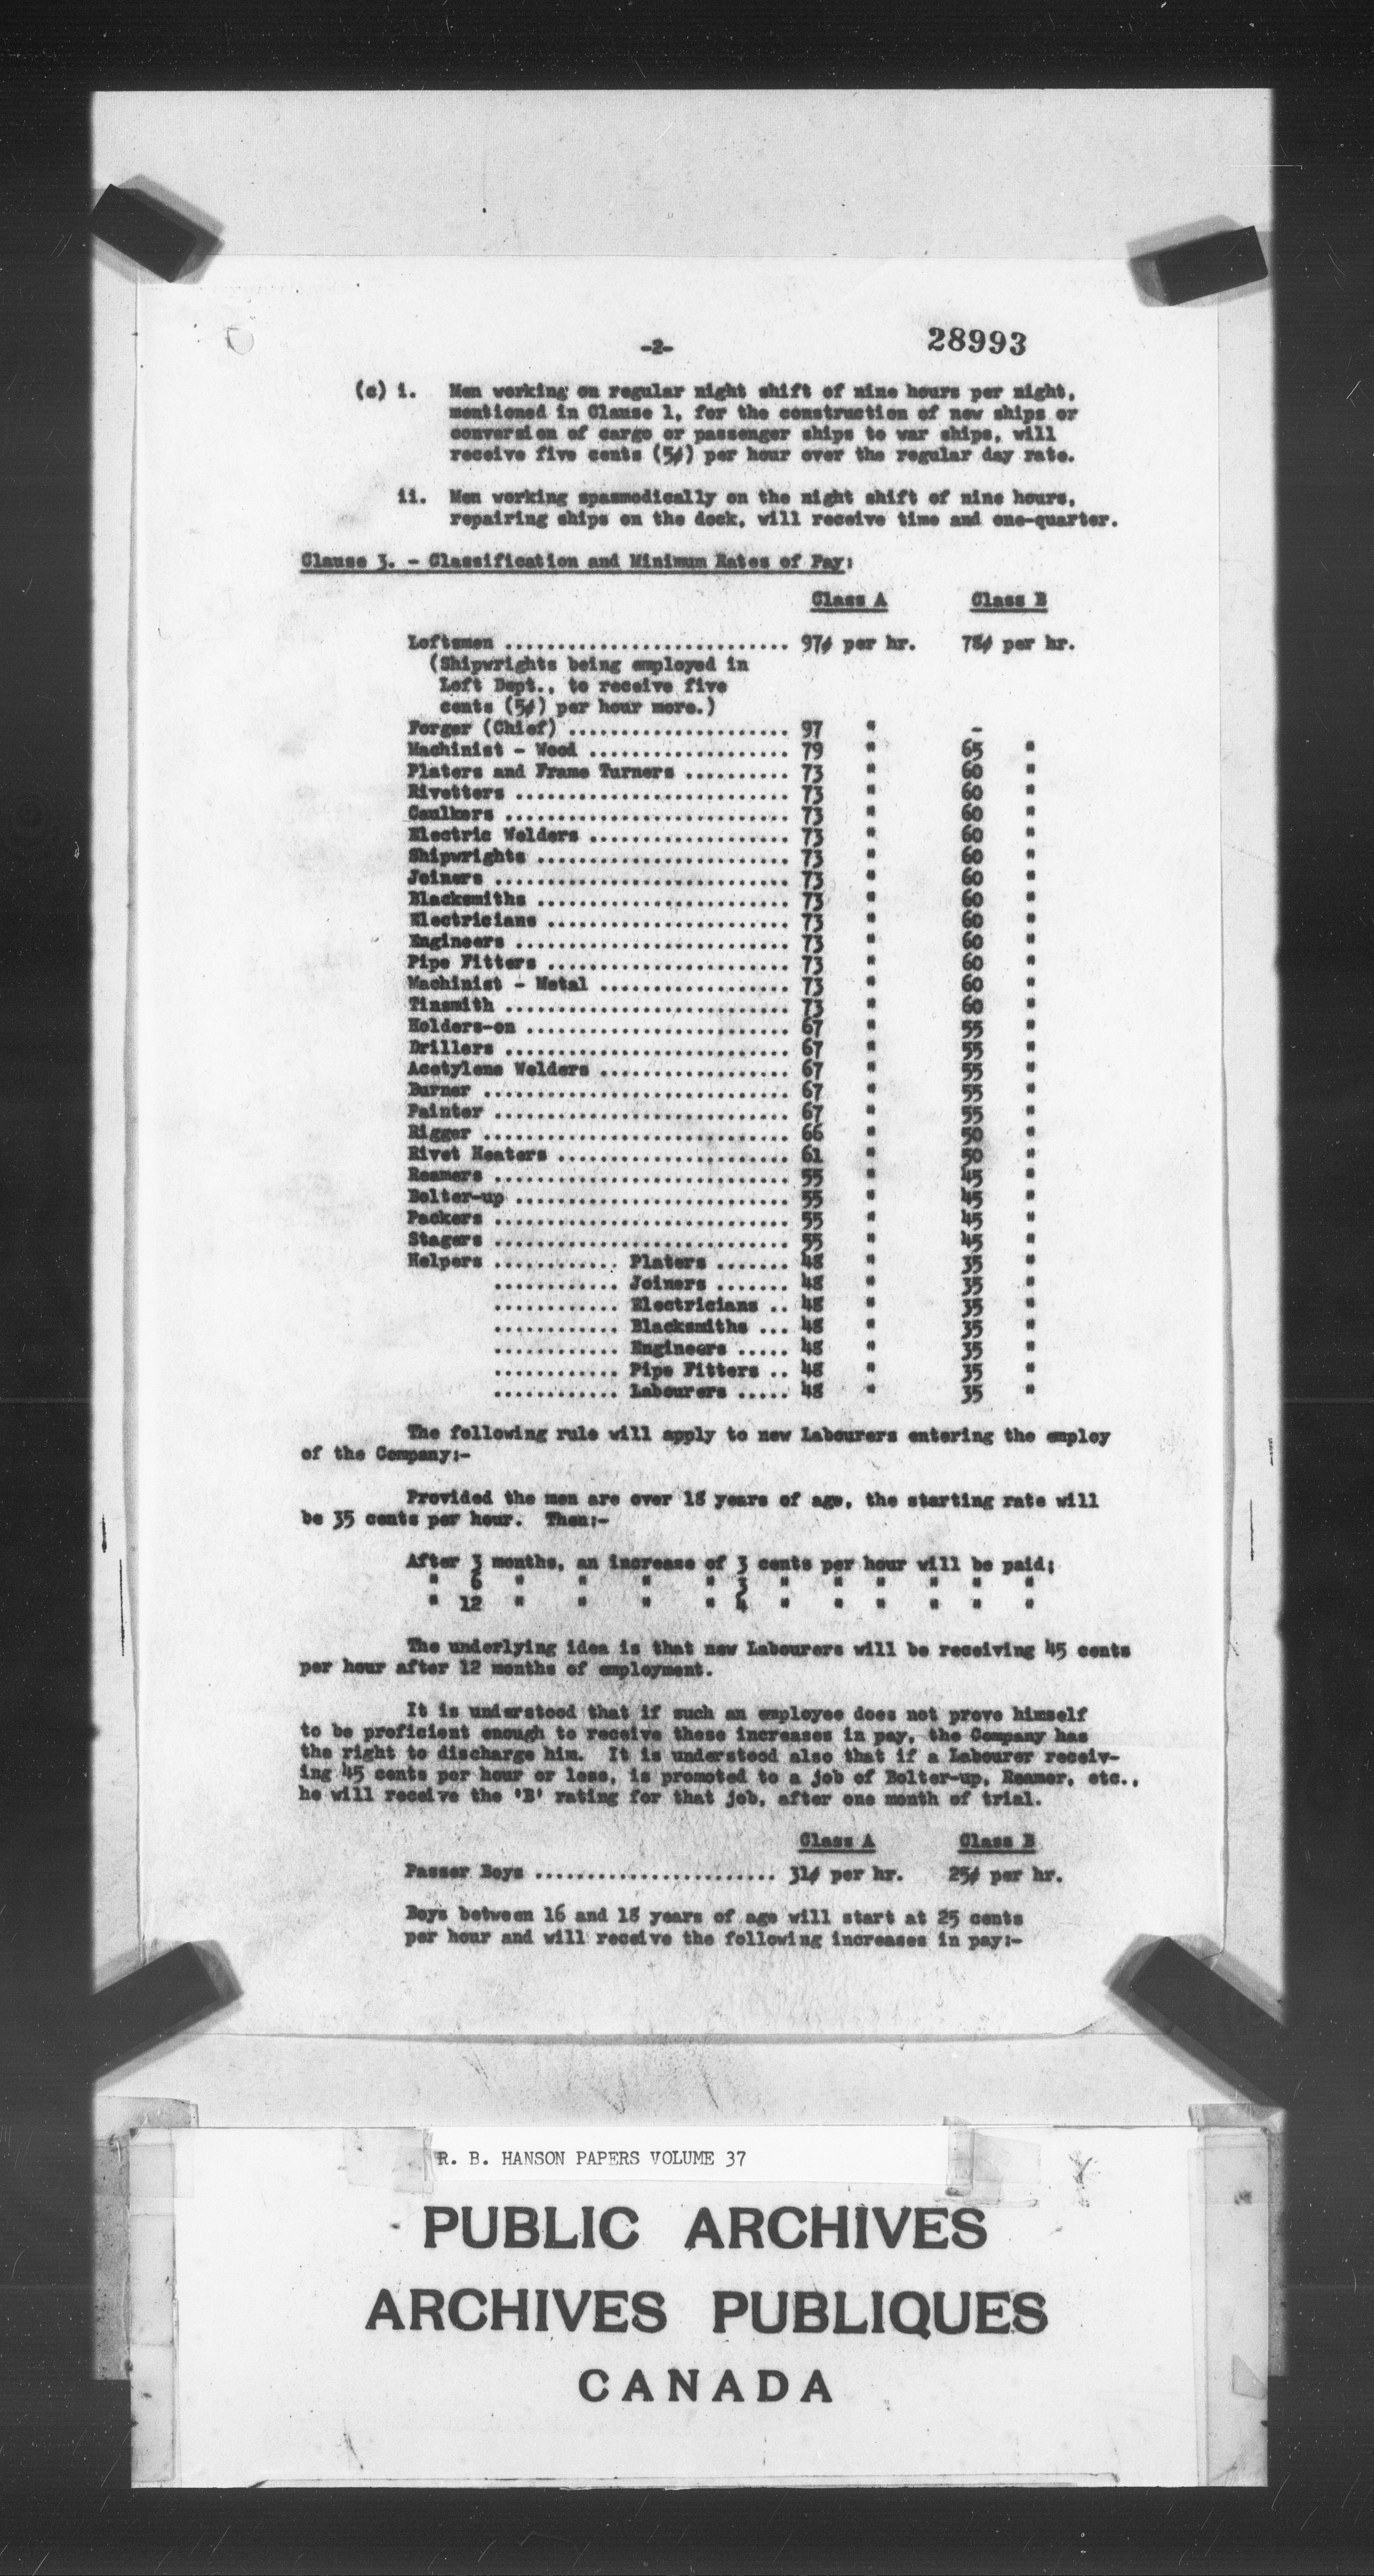 -2-
28993
(c) i. Men working on regular night shift of nine hours per night,
mentioned in Clause 1, for the construction of new ships or
conversion of cargo or passenger ships to war ships, will
receive five cents (5¢) per hour over the regular day rate.
ii. Men working spasmodically on the night shift of nine hours,
repairing ships on the dock, will receive time and one-quarter.
Clause 3. - Classification and Minimum Rates of Pay:
Class A Class B
Loftsmen ........................... 97¢ per hr. 78¢ per hr.
(Shipwrights being employed in
Loft Dept., to receive five
cents (5¢) per hour more.)
Forger (Chief) ..................... 97 " -
Machinist - Wood ................... 79 " 65 "
Platers and Frame Turners .......... 73 " 60 "
Rivetters .......................... 73 " 60 "
Caulkers ........................... 73 " 60 "
Electric Welders ................... 73 " 60 "
Shipwrights ........................ 73 " 60 "
Joiners ............................ 73 " 60 "
Blacksmiths ........................ 73 " 60 "
Electricians ....................... 73 " 60 "
Engineers .......................... 73 " 60 "
Pipe Fitters ....................... 73 " 60 "
Machinist - Metal .................. 73 " 60 "
Tinsmith ........................... 73 " 60 "
Holders-on ......................... 67 " 55 "
Drillers ........................... 67 " 55 "
Acetylene Welders .................. 67 " 55 "
Burner ............................. 67 " 55 "
Painter ............................ 67 " 55 "
Rigger ............................. 66 " 50 "
Rivet Heaters ...................... 61 " 50 "
Reamers ............................ 55 " 45 "
Bolter-up .......................... 55 " 45 "
Packers ............................ 55 " 45 "
Stagers ............................ 55 " 45 "
Helpers ............ Platers ....... 48 " 35 "
............ Joiners ....... 48 " 35 "
............ Electricians .. 48 " 35 "
............ Blacksmiths ... 48 " 35 "
............ Engineers ..... 48 " 35 "
............ Pipe Fitters .. 48 " 35 "
............ Labourers ..... 48 " 35 "
The following rule will apply to new Labourers entering the employ
of the Company:-
Provided the men are over 18 years of age, the starting rate will
be 35 cents per hour. Then:-
After 3 months, an increase of 3 cents per hour will be paid;
" 6 " " " " 3 " " " " " "
" 12 " " " " 4 " " " " " "
The underlying idea is that new Labourers will be receiving 45 cents
per hour after 12 months of employment.
It is understood that if such an employee does not prove himself
to be proficient enough to receive these increases in pay, the Company has
the right to discharge him. It is understood also that if a Labourer receiv-
ing 45 cents per hour or less, is promoted to a job of Bolter-up, Reamer, etc.,
he will receive the 'B' rating for that job, after one month of trial.
Class A Class B
Passer Boys ....................... 31¢ per hr. 25¢ per hr.
Boys between 16 and 18 years of age will start at 25 cents
per hour and will receive the following increases in pay:-
R. B. HANSON PAPERS VOLUME 37
PUBLIC ARCHIVES
ARCHIVES PUBLIQUES
CANADA